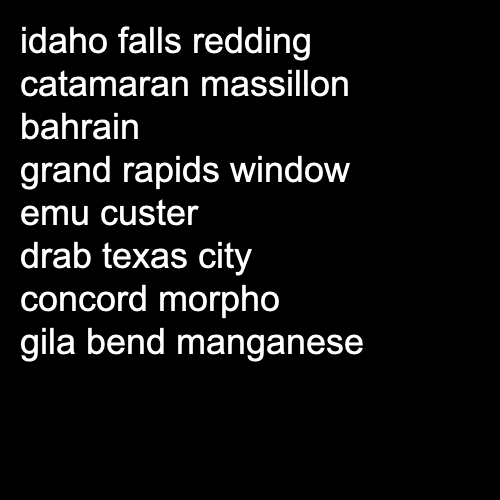 idaho falls redding
catamaran massillon
bahrain
grand rapids window
emu custer
drab texas city
concord morpho
gila bend manganese